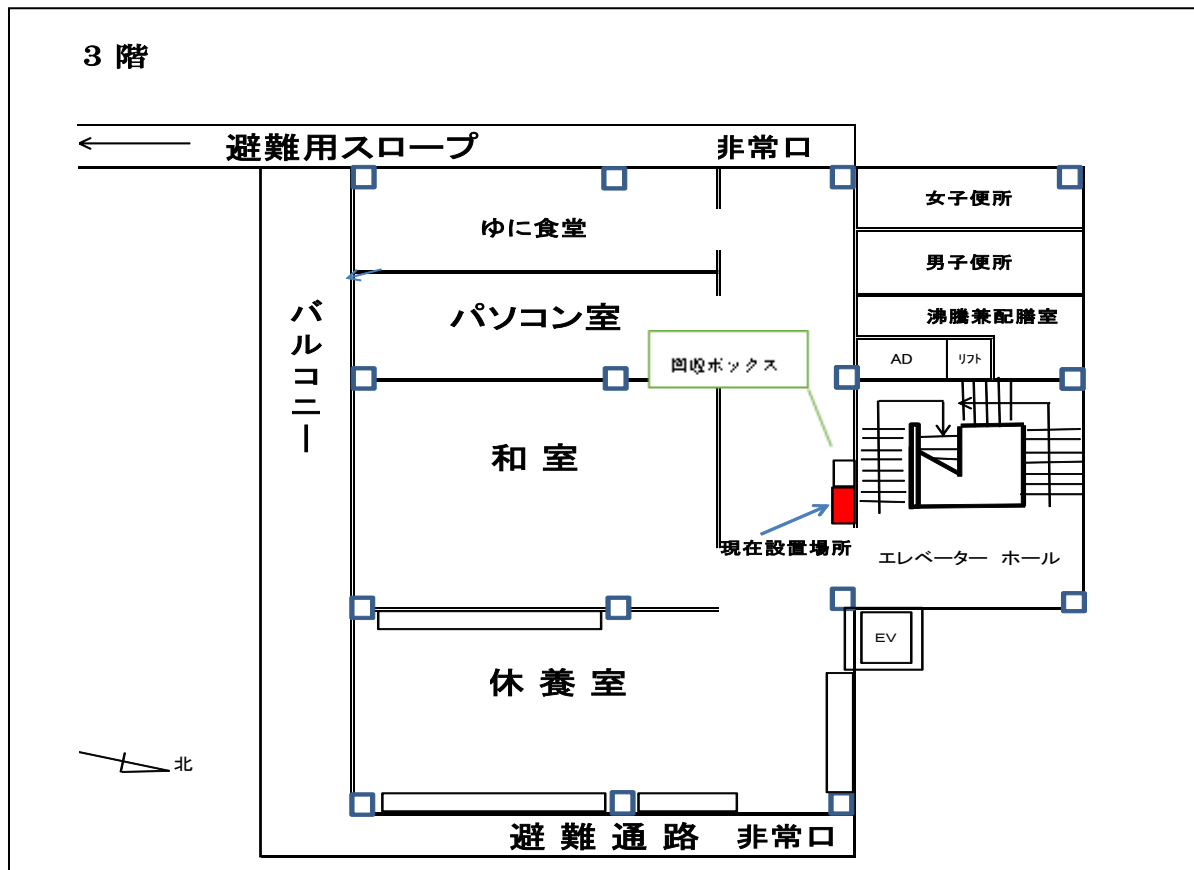 3 階
避難用スロープ
非常口
女子便所
ゆに食堂
男子便所
バルコニー
パソコン室
沸騰兼配膳室
回収ボックス
AD
リフト
和 室
現在設置場所
エレベーター ホール
EV
休 養 室
北
避 難 通 路 非常口